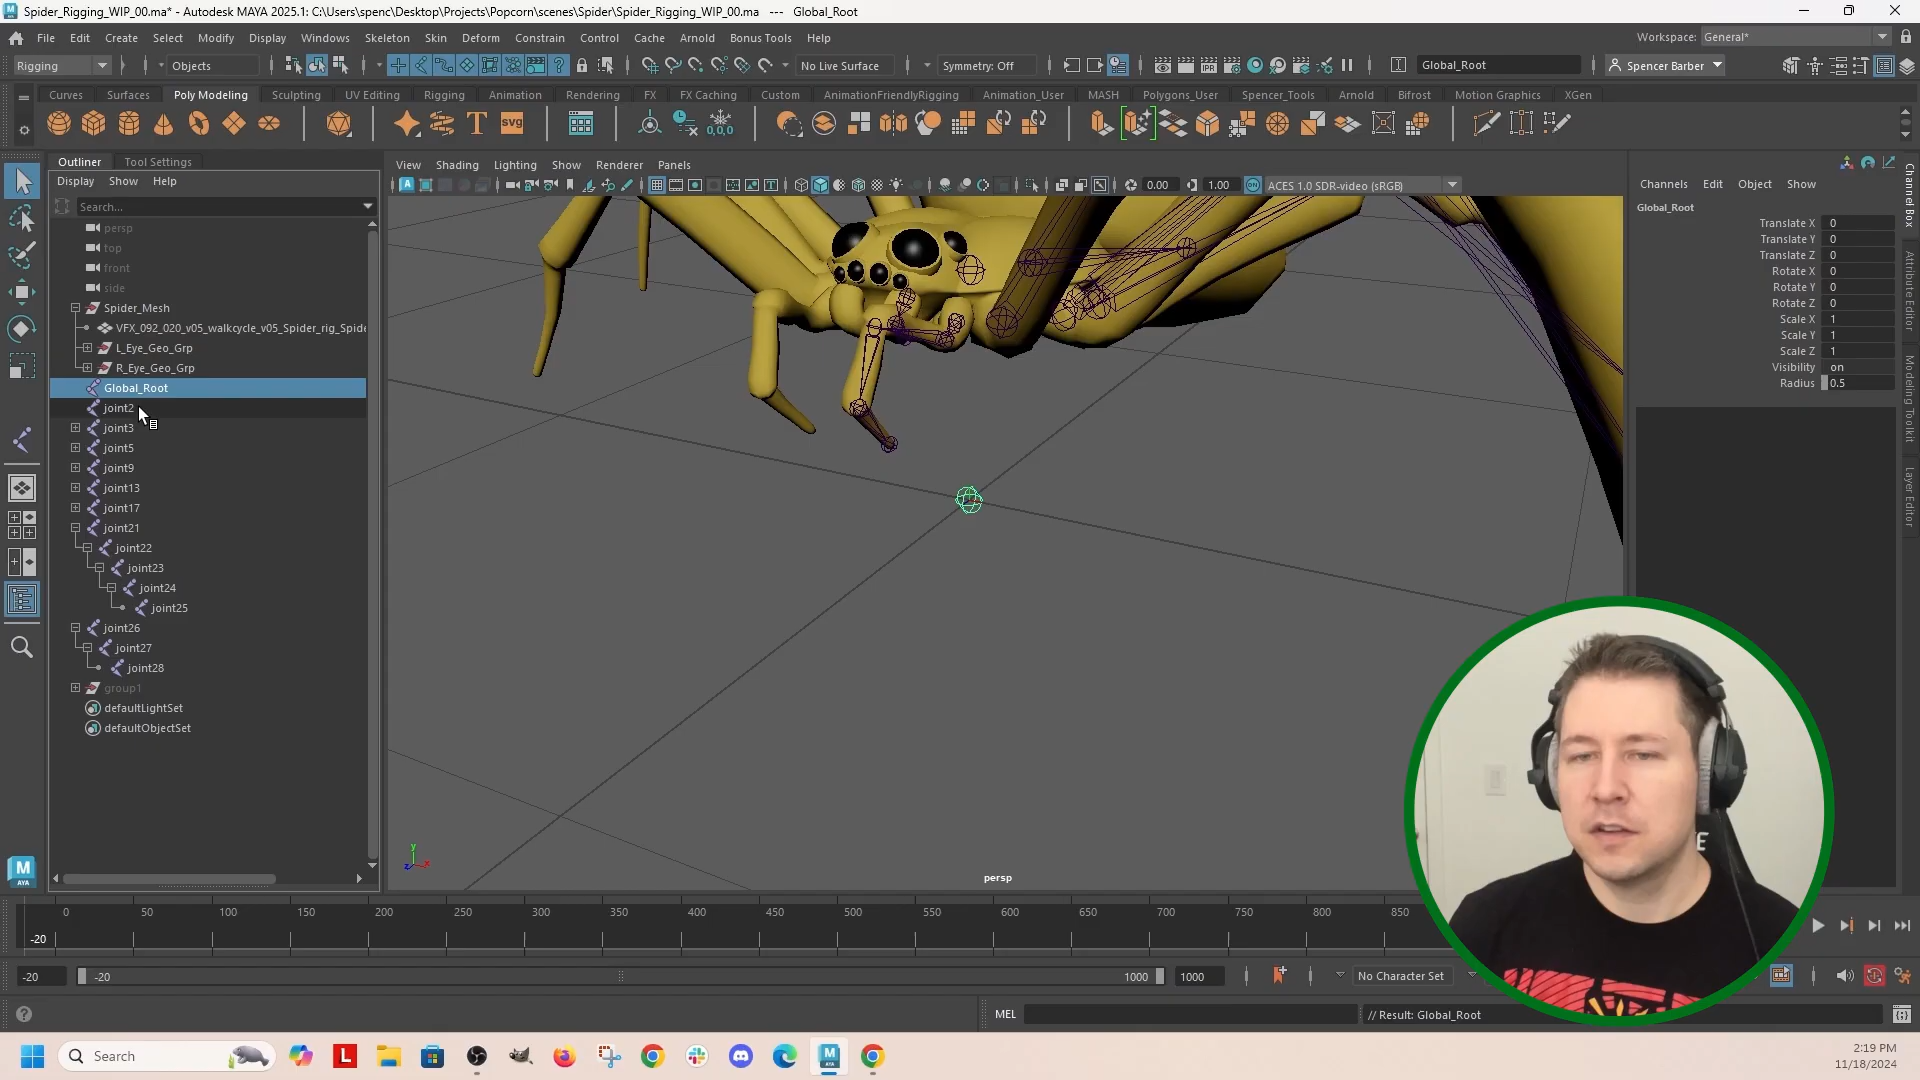 Spider_Rigging_WIP_00.ma* - Autodesk MAYA 2025.1: C:\Users\spenc\Desktop\Projects\Popcorn\scenes\Spider\Spider_Rigging_WIP_00.ma --- Global_Root
File Edit Create Select Modify Display Windows Skeleton Skin Deform Constrain Control Cache Arnold Bonus Tools Help
Workspace: General*
Rigging Objects No Live Surface Symmetry: Off Global_Root Spencer Barber
Curves Surfaces Poly Modeling Sculpting UV Editing Rigging Animation Rendering FX FX Caching Custom AnimationFriendlyRigging Animation_User MASH Polygons_User Spencer_Tools Arnold Bifrost Motion Graphics XGen
T svg 0,0,0
Outliner Tool Settings
Display Show Help
Search...
persp
top
front
side
Spider_Mesh
VFX_092_020_v05_walkcycle_v05_Spider_rig_Spide
L_Eye_Geo_Grp
R_Eye_Geo_Grp
Global_Root
joint2
joint3
joint5
joint9
joint13
joint17
joint21
joint22
joint23
joint24
joint25
joint26
joint27
joint28
group1
defaultLightSet
defaultObjectSet
View Shading Lighting Show Renderer Panels
0.00 1.00 ACES 1.0 SDR-video (sRGB)
persp
Channels Edit Object Show
Global_Root
Translate X 0
Translate Y 0
Translate Z 0
Rotate X 0
Rotate Y 0
Rotate Z 0
Scale X 1
Scale Y 1
Scale Z 1
Visibility on
Radius 0.5
Channel Box
Attribute Editor
Modeling Toolkit
Layer Editor
0 50 100 150 200 250 300 350 400 450 500 550 600 650 700 750 800 850
-20
-20 -20 1000 1000 No Character Set
MEL // Result: Global_Root
Search
2:19 PM
11/18/2024